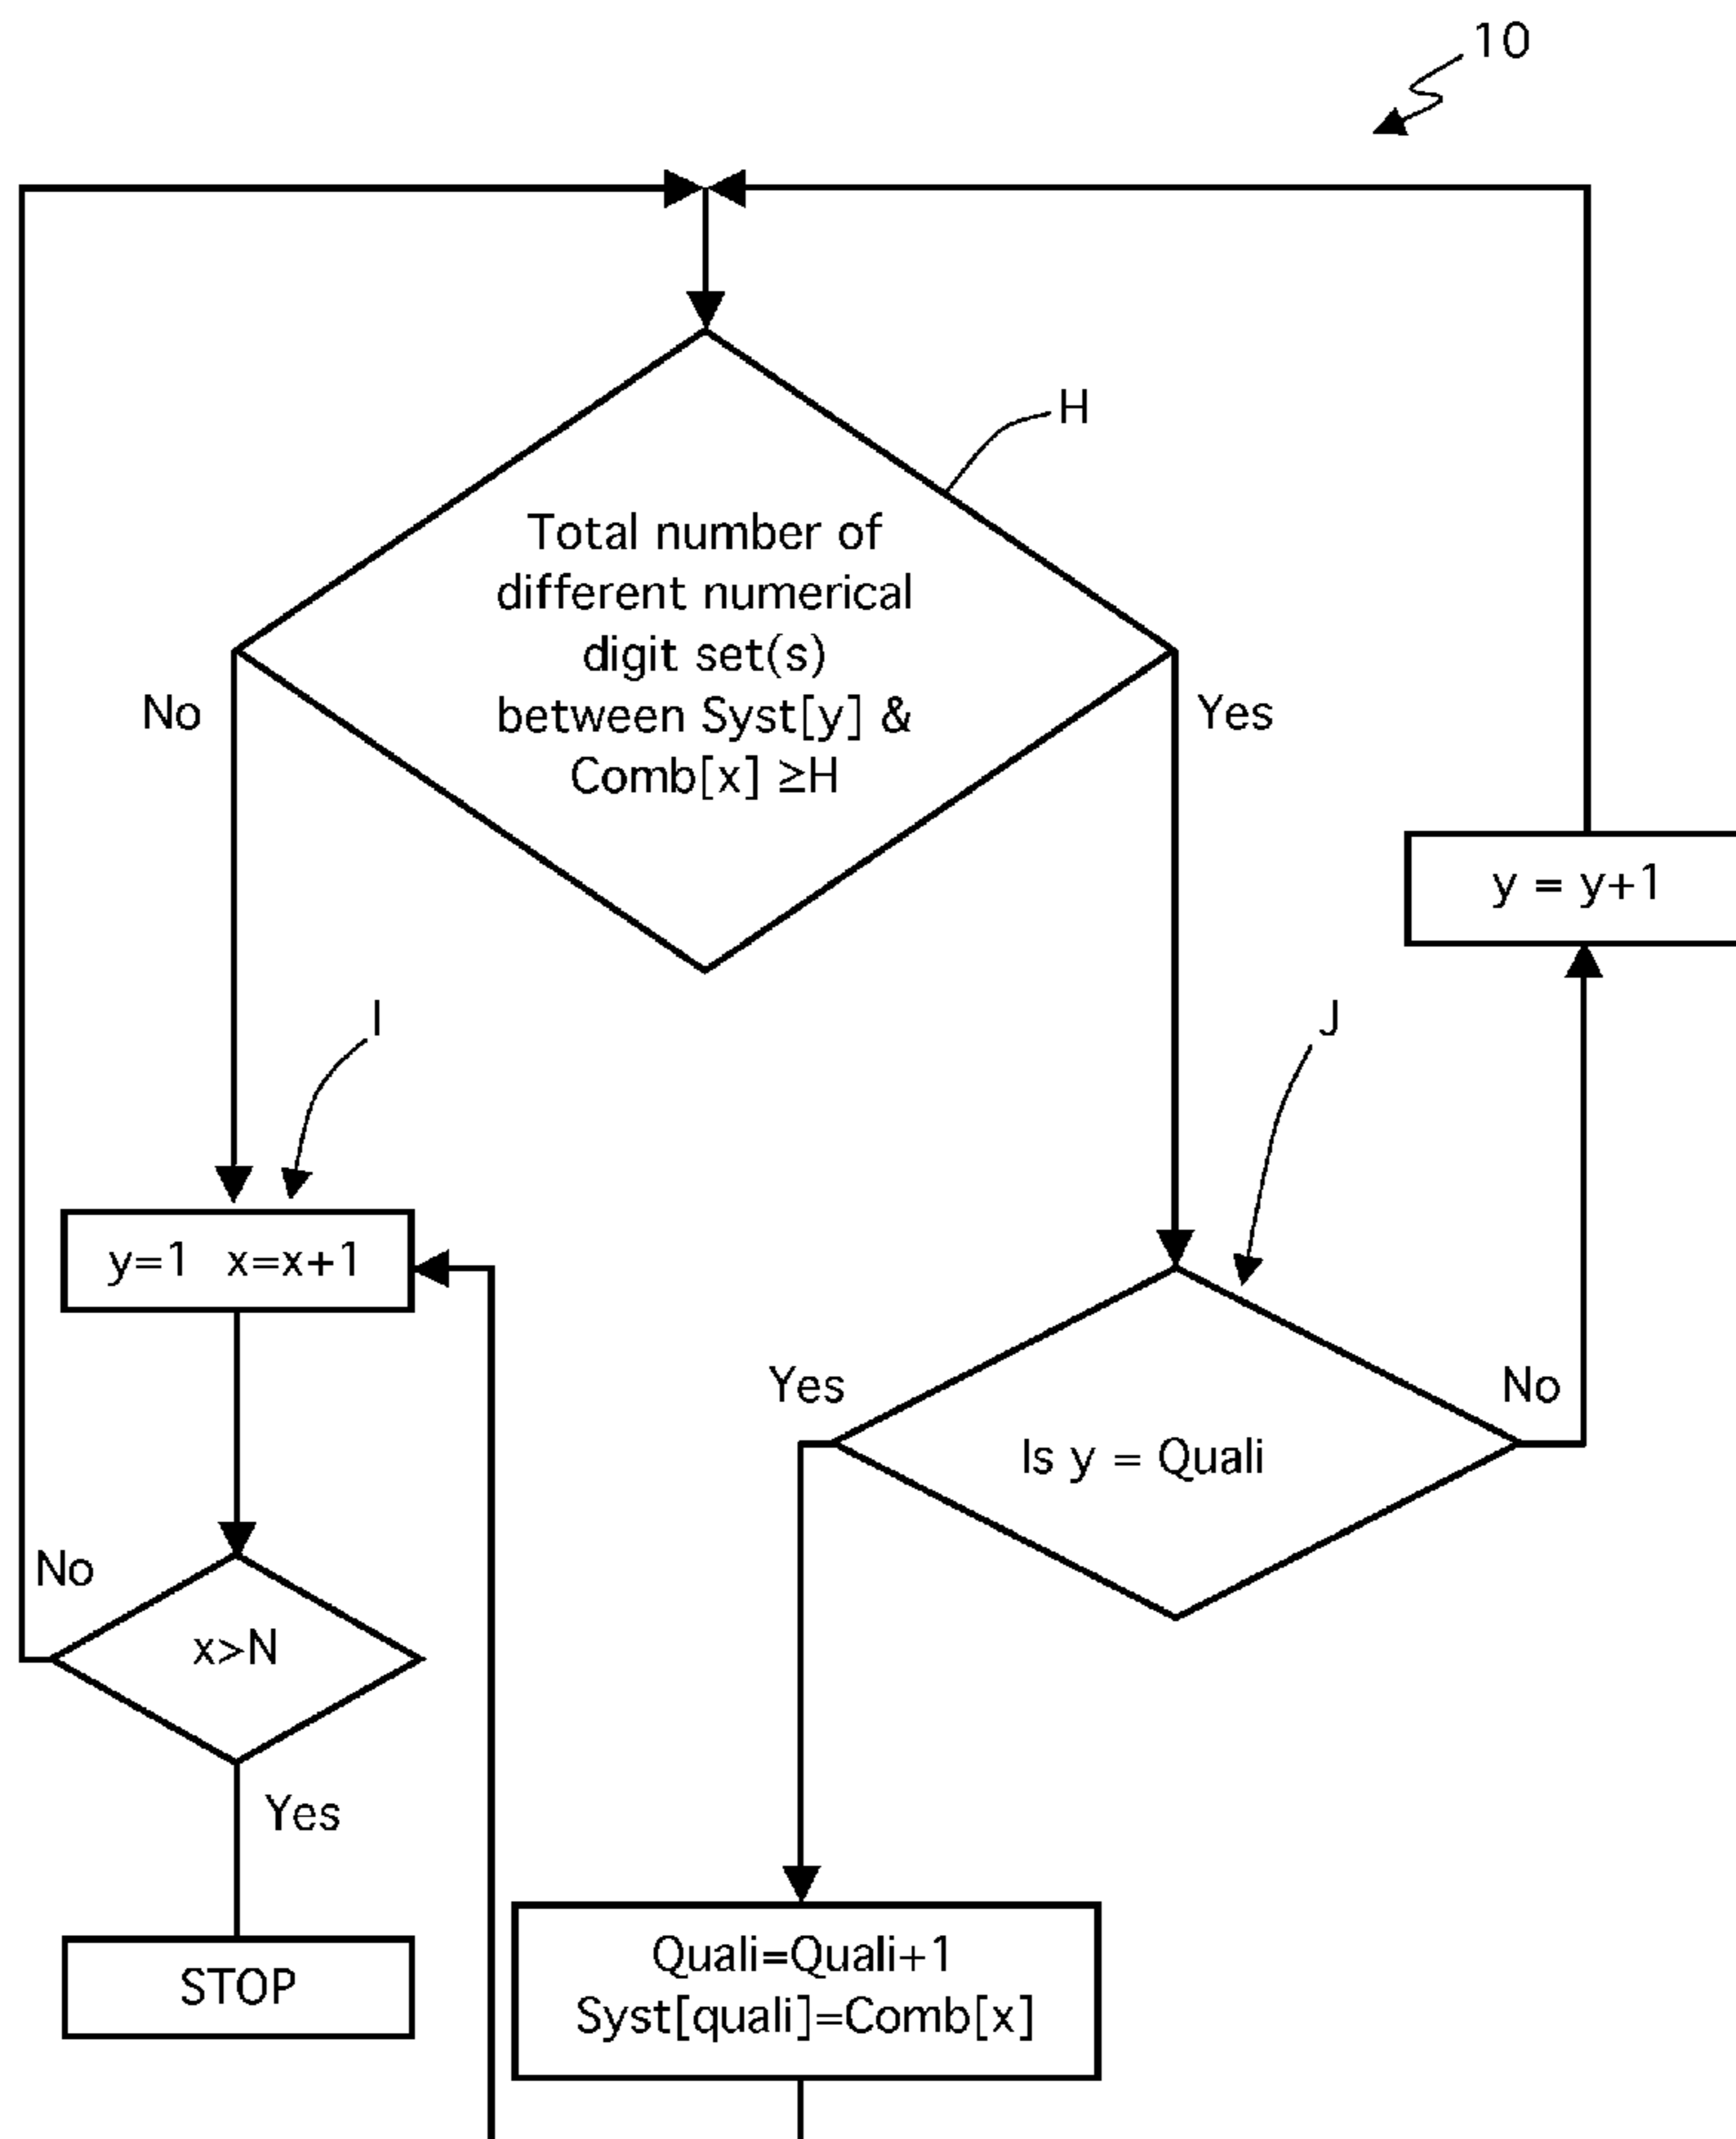 10
H
Total number of
different numerical
digit set(s)
between Syst[y] &
Comb[x] ≥H
No
Yes
y = y+1
I
J
y=1 x=x+1
Yes
No
Is y = Quali
No
x>N
Yes
STOP
Quali=Quali+1
Syst[quali]=Comb[x]